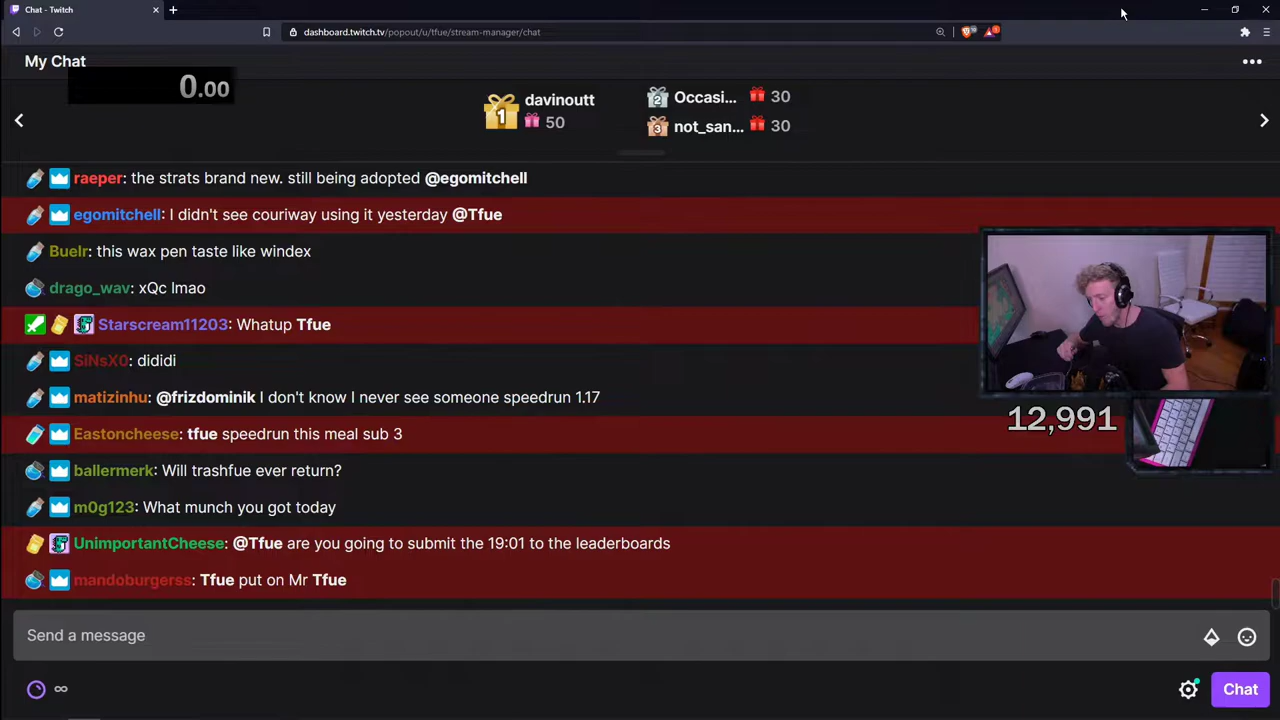 Chat - Twitch
dashboard.twitch.tv/popout/u/tfue/stream-manager/chat
My Chat
0.00
1
davinoutt
50
2
Occasi... 30
3
not_san... 30
raeper: the strats brand new. still being adopted @egomitchell
egomitchell: I didn't see couriway using it yesterday @Tfue
Buelr: this wax pen taste like windex
drago_wav: xQc lmao
Starscream11203: Whatup Tfue
SiNsX0: dididi
matizinhu: @frizdominik I don't know I never see someone speedrun 1.17
12,991
Eastoncheese: tfue speedrun this meal sub 3
ballermerk: Will trashfue ever return?
m0g123: What munch you got today
UnimportantCheese: @Tfue are you going to submit the 19:01 to the leaderboards
mandoburgerss: Tfue put on Mr Tfue
Send a message
∞
Chat